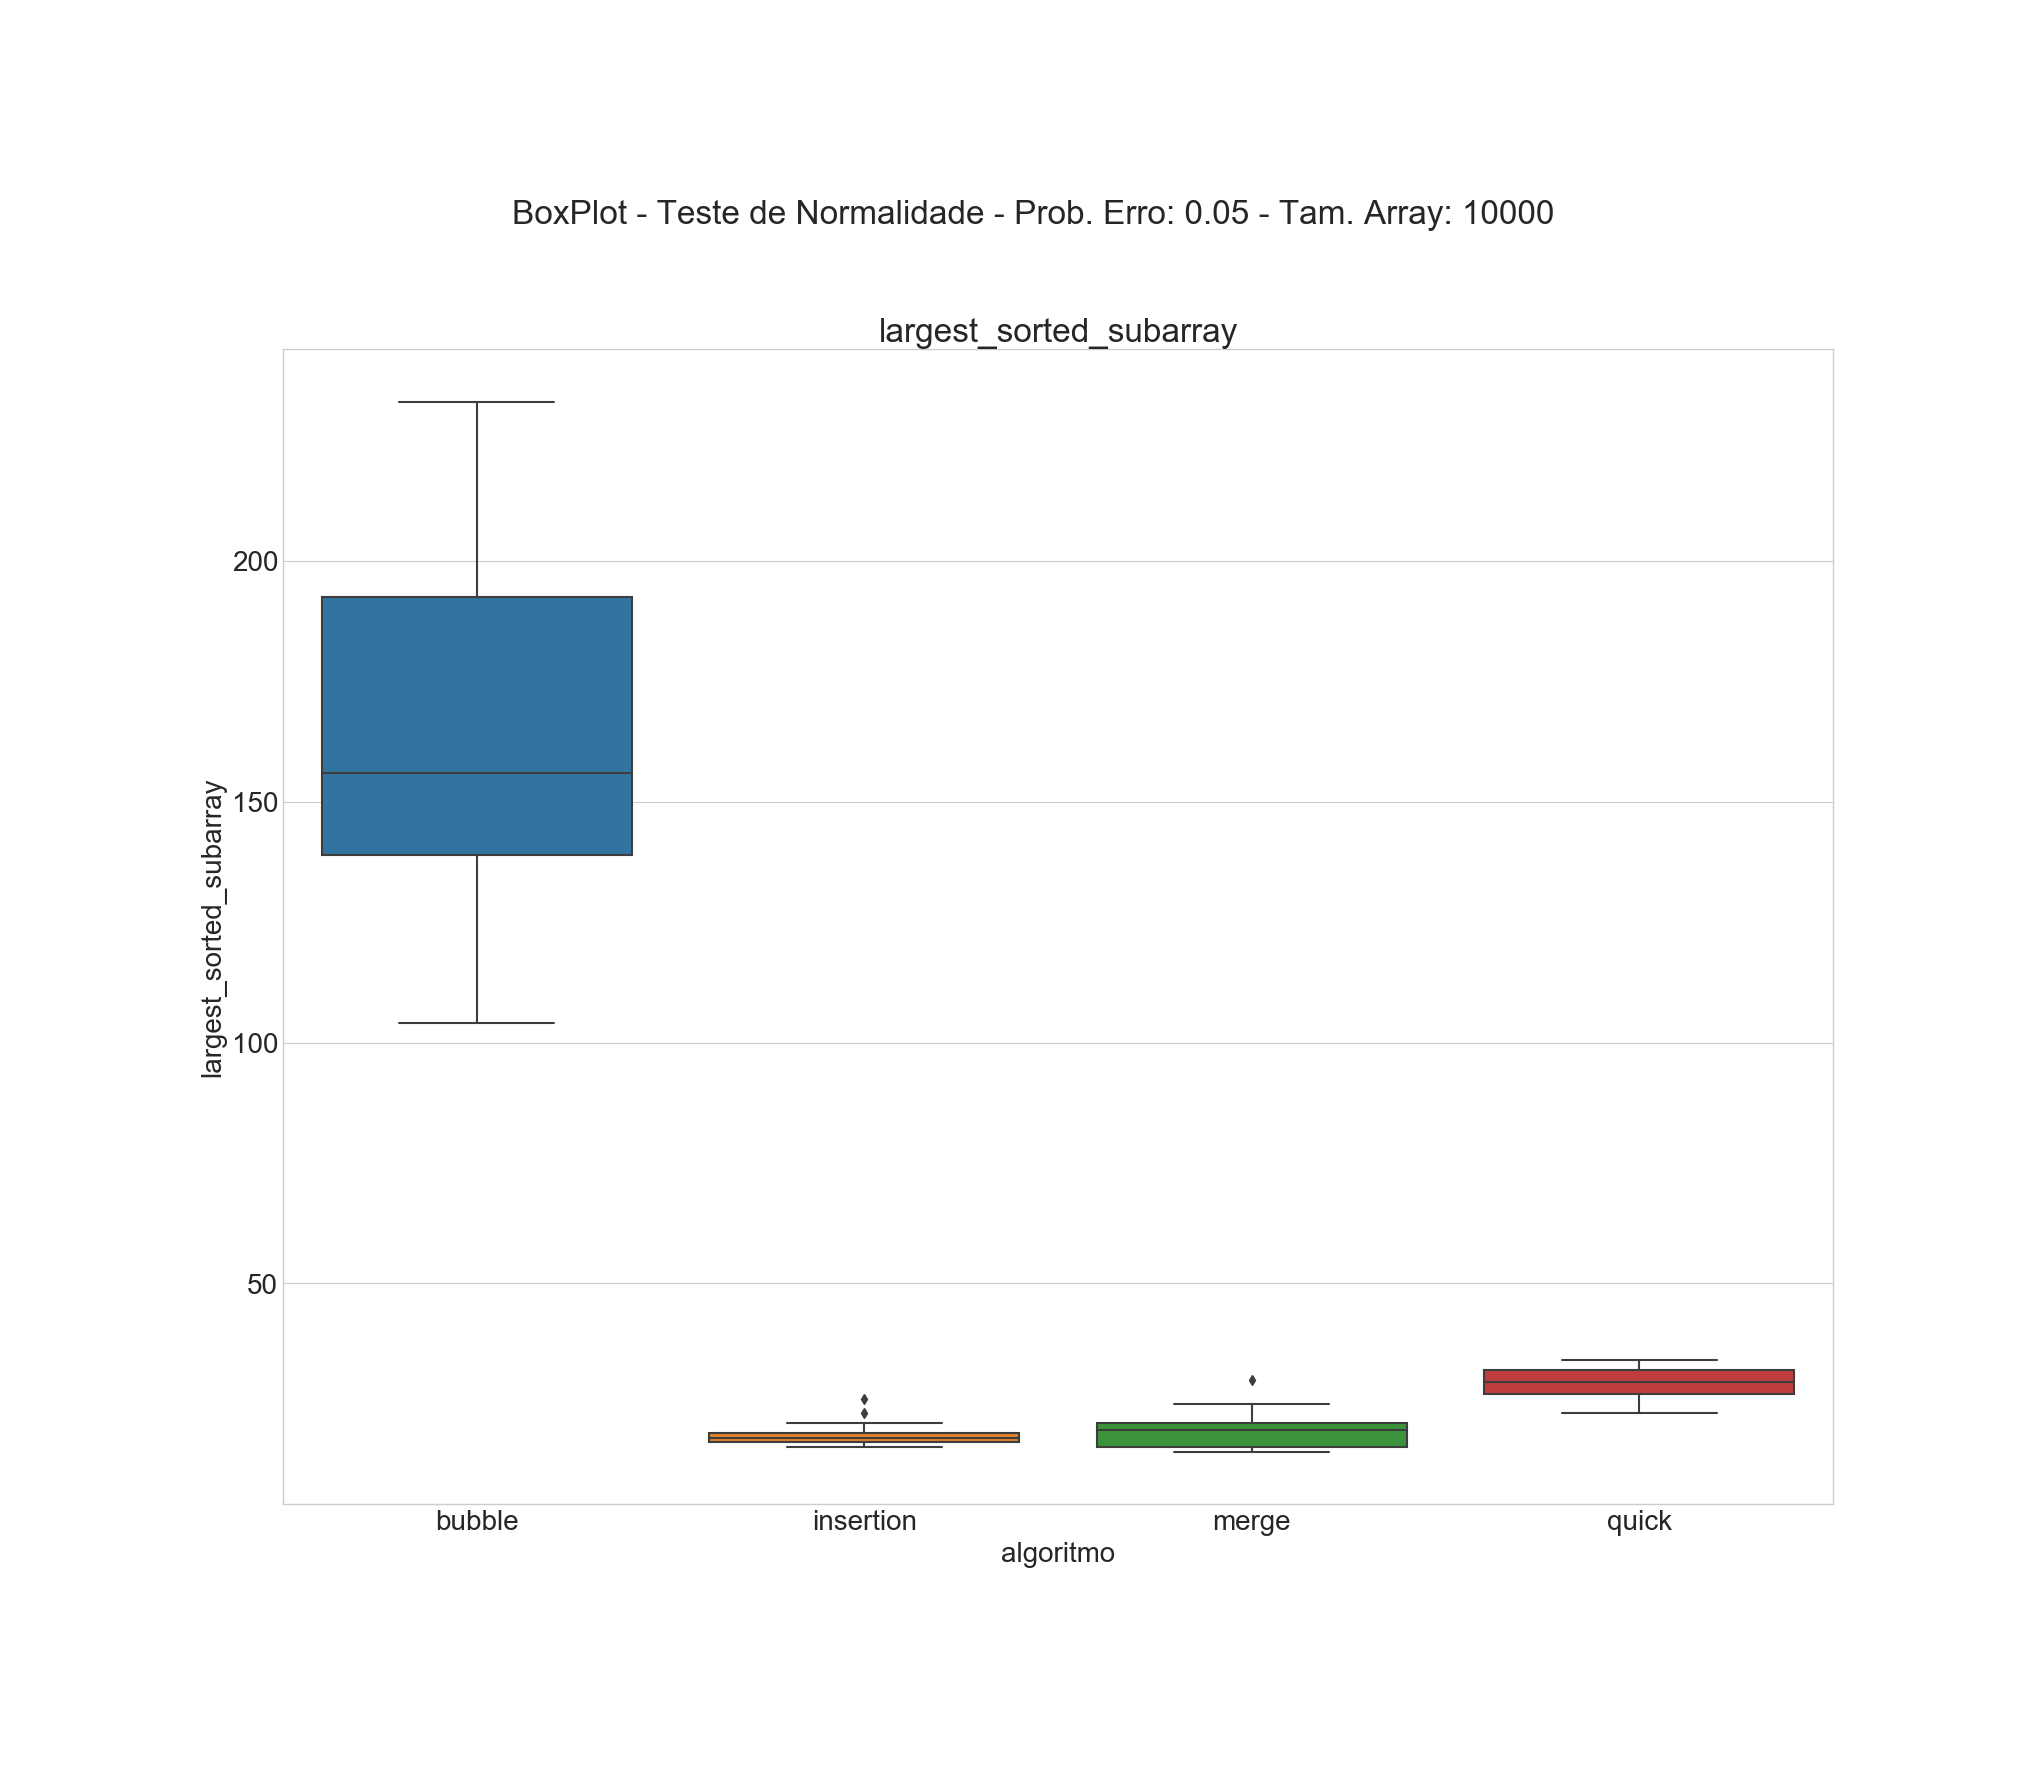 BoxPlot - Teste de Normalidade - Prob. Erro: 0.05 - Tam. Array: 10000
largest_sorted_subarray
largest_sorted_subarray
200
150
100
50
bubble insertion merge quick
algoritmo